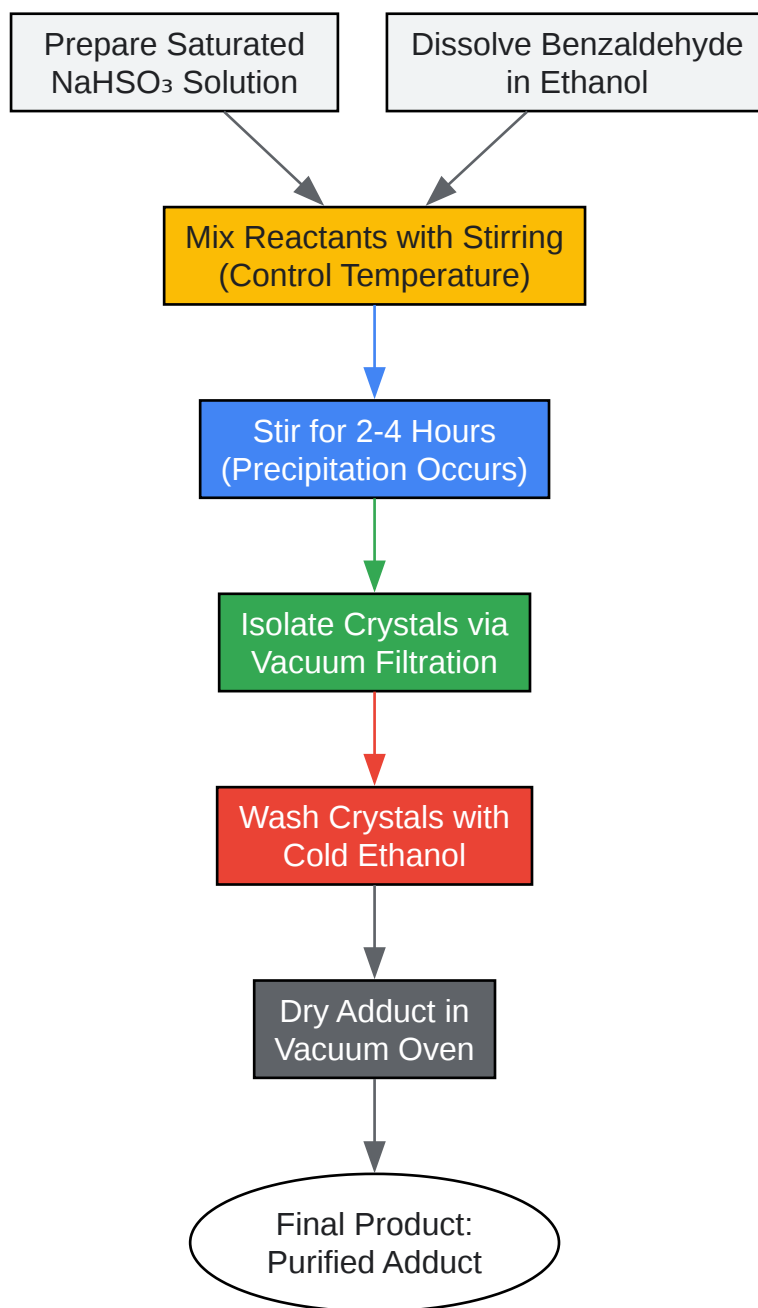 Prepare Saturated
NaHSO₃ Solution
Dissolve Benzaldehyde
in Ethanol
Mix Reactants with Stirring
(Control Temperature)
Stir for 2-4 Hours
(Precipitation Occurs)
Isolate Crystals via
Vacuum Filtration
Wash Crystals with
Cold Ethanol
Dry Adduct in
Vacuum Oven
Final Product:
Purified Adduct